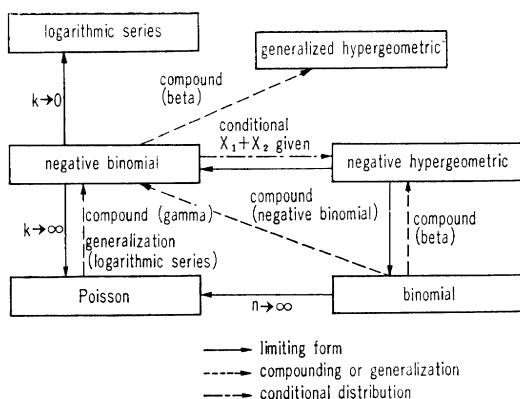 logarithmic series
generalized hypergeometric
k→0
compound
(beta)
conditional
X₁+X₂ given
negative binomial
negative hypergeometric
k→∞
compound (gamma)
generalization
(logarithmic series)
compound
(negative binomial)
compound
(beta)
Poisson
n→∞
binomial
limiting form
compounding or generalization
conditional distribution